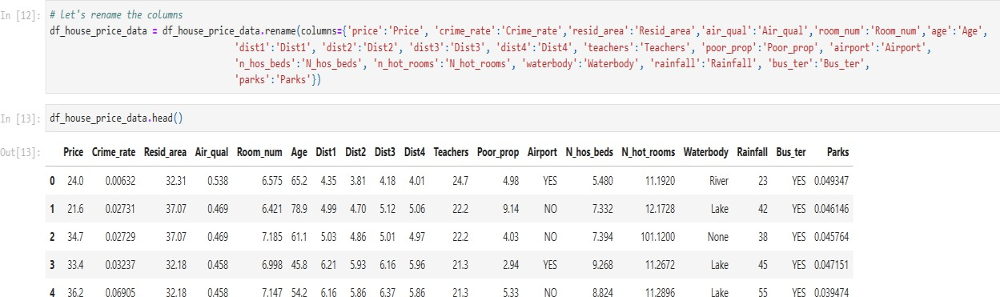 In [12]: # let's rename the columns
df_house_price_data = df_house_price_data.rename(columns={'price':'Price', 'crime_rate':'Crime_rate','resid_area':'Resid_area','air_qual':'Air_qual','room_num':'Room_num','age':'Age',
'dist1':'Dist1', 'dist2':'Dist2', 'dist3':'Dist3', 'dist4':'Dist4', 'teachers':'Teachers', 'poor_prop':'Poor_prop', 'airport':'Airport',
'n_hos_beds':'N_hos_beds', 'n_hot_rooms':'N_hot_rooms', 'waterbody':'Waterbody', 'rainfall':'Rainfall', 'bus_ter':'Bus_ter',
'parks':'Parks'})
In [13]: df_house_price_data.head()
Out[13]: Price Crime_rate Resid_area Air_qual Room_num Age Dist1 Dist2 Dist3 Dist4 Teachers Poor_prop Airport N_hos_beds N_hot_rooms Waterbody Rainfall Bus_ter Parks
0 24.0 0.00632 32.31 0.538 6.575 65.2 4.35 3.81 4.18 4.01 24.7 4.98 YES 5.480 11.1920 River 23 YES 0.049347
1 21.6 0.02731 37.07 0.469 6.421 78.9 4.99 4.70 5.12 5.06 22.2 9.14 NO 7.332 12.1728 Lake 42 YES 0.046146
2 34.7 0.02729 37.07 0.469 7.185 61.1 5.03 4.86 5.01 4.97 22.2 4.03 NO 7.394 101.1200 None 38 YES 0.045764
3 33.4 0.03237 32.18 0.458 6.998 45.8 6.21 5.93 6.16 5.96 21.3 2.94 YES 9.268 11.2672 Lake 45 YES 0.047151
4 36.2 0.06905 32.18 0.458 7.147 54.2 6.16 5.86 6.37 5.86 21.3 5.33 NO 8.824 11.2896 Lake 55 YES 0.039474